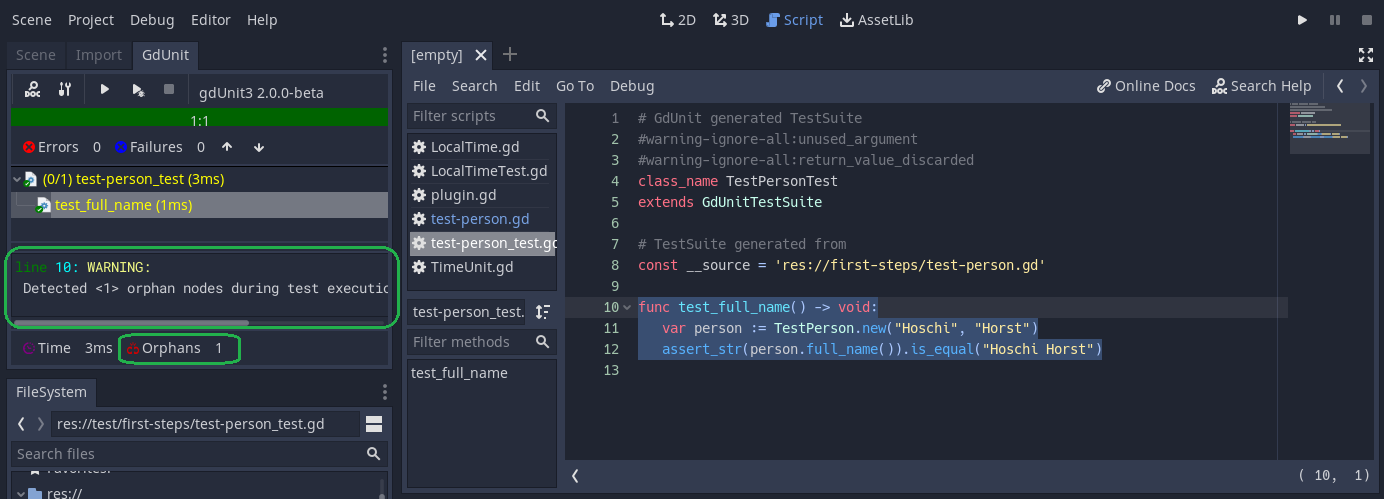 Scene Project Debug Editor Help
2D 3D Script AssetLib
Scene Import GdUnit
gdUnit3 2.0.0-beta
1:1
Errors 0 Failures 0
(0/1) test-person_test (3ms)
test_full_name (1ms)
line 10: WARNING:
Detected <1> orphan nodes during test executio
Time 3ms Orphans 1
FileSystem
res://test/first-steps/test-person_test.gd
Search files
Favorites:
res://
[empty]
File Search Edit Go To Debug
Online Docs Search Help
Filter scripts
LocalTime.gd
LocalTimeTest.gd
plugin.gd
test-person.gd
test-person_test.gd
TimeUnit.gd
test-person_test.
Filter methods
test_full_name
1 # GdUnit generated TestSuite
2 #warning-ignore-all:unused_argument
3 #warning-ignore-all:return_value_discarded
4 class_name TestPersonTest
5 extends GdUnitTestSuite
6
7 # TestSuite generated from
8 const __source = 'res://first-steps/test-person.gd'
9
10 func test_full_name() -> void:
11 var person := TestPerson.new("Hoschi", "Horst")
12 assert_str(person.full_name()).is_equal("Hoschi Horst")
13
( 10, 1)